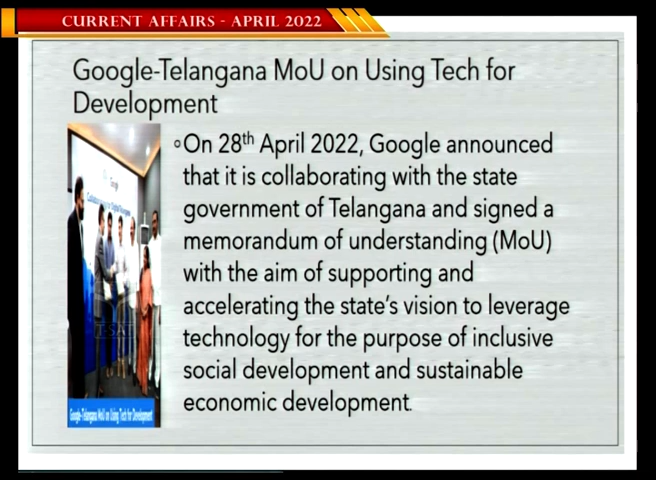 CURRENT AFFAIRS - APRIL 2022
Google-Telangana MoU on Using Tech for
Development
On 28th April 2022, Google announced
that it is collaborating with the state
government of Telangana and signed a
memorandum of understanding (MoU)
with the aim of supporting and
accelerating the state's vision to leverage
technology for the purpose of inclusive
social development and sustainable
economic development.
Google
T-SAT
Google-Telangana MoU on Using Tech for Development